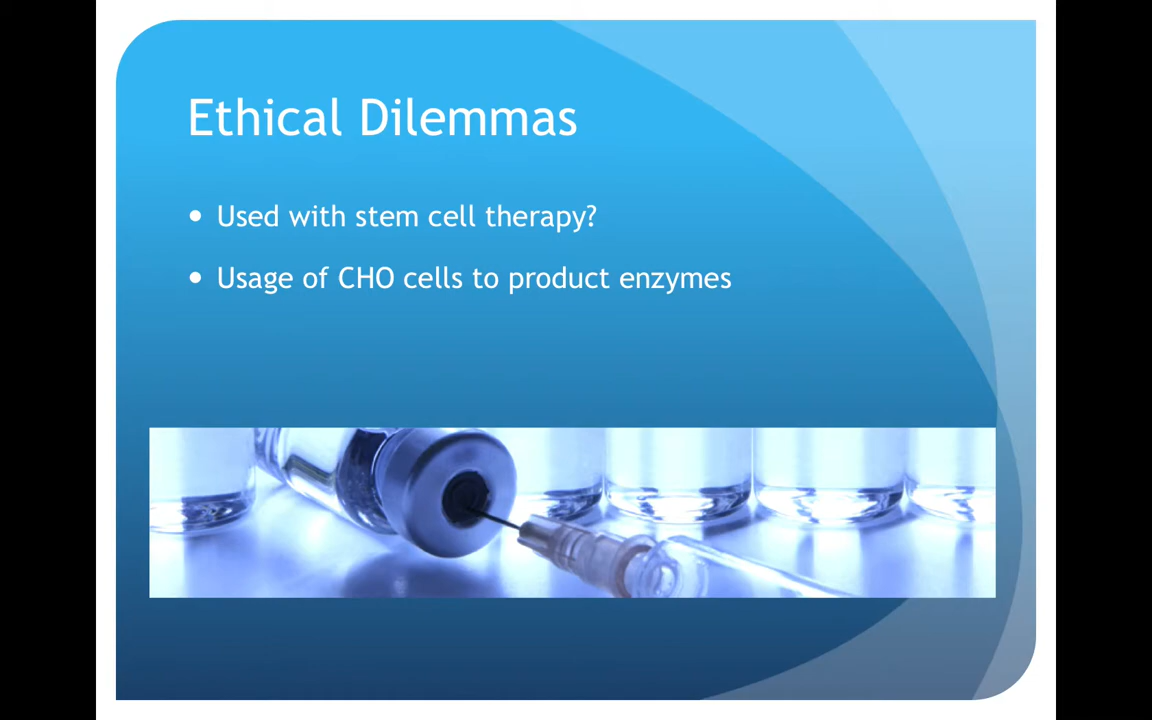 Ethical Dilemmas
• Used with stem cell therapy?
• Usage of CHO cells to product enzymes